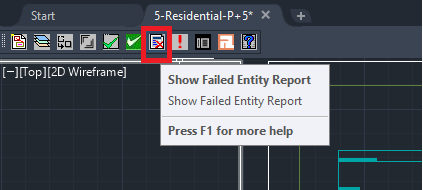 Start
5-Residential-P+5*
[−][Top][2D Wireframe]
Show Failed Entity Report
Show Failed Entity Report
Press F1 for more help